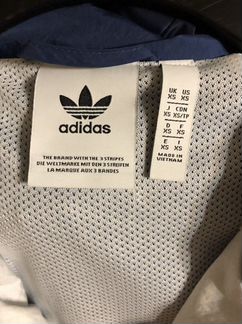 adidas
THE BRAND WITH THE 3 STRIPES
DIE WELTMARKE MIT DEN 3 STREIFEN
LA MARQUE AUX 3 BANDES
UK US
XS XS
J CDN
XS XS/TP
D F
XS XS
E I
XS XS
MADE IN
VIETNAM